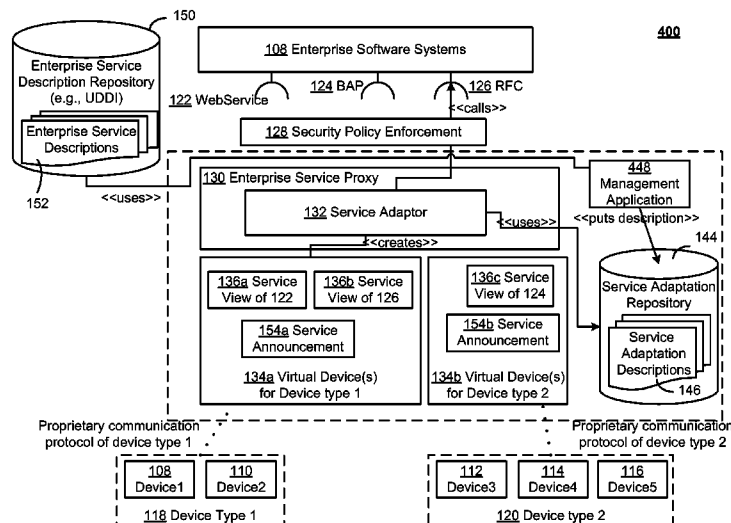 150
400
108 Enterprise Software Systems
Enterprise Service
Description Repository
(e.g., UDDI)
Enterprise Service
Descriptions
152
122 WebService
124 BAP
126 RFC
<<calls>>
128 Security Policy Enforcement
<<uses>>
130 Enterprise Service Proxy
132 Service Adaptor
<<uses>>
<<creates>>
448
Management
Application
<<puts description>>
144
Service Adaptation
Repository
Service
Adaptation
Descriptions
146
136a Service
View of 122
136b Service
View of 126
154a Service
Announcement
134a Virtual Device(s)
for Device type 1
136c Service
View of 124
154b Service
Announcement
134b Virtual Device(s)
for Device type 2
Proprietary communication
protocol of device type 1
Proprietary communication
protocol of device type 2
108
Device1
110
Device2
118 Device Type 1
112
Device3
114
Device4
116
Device5
120 Device type 2